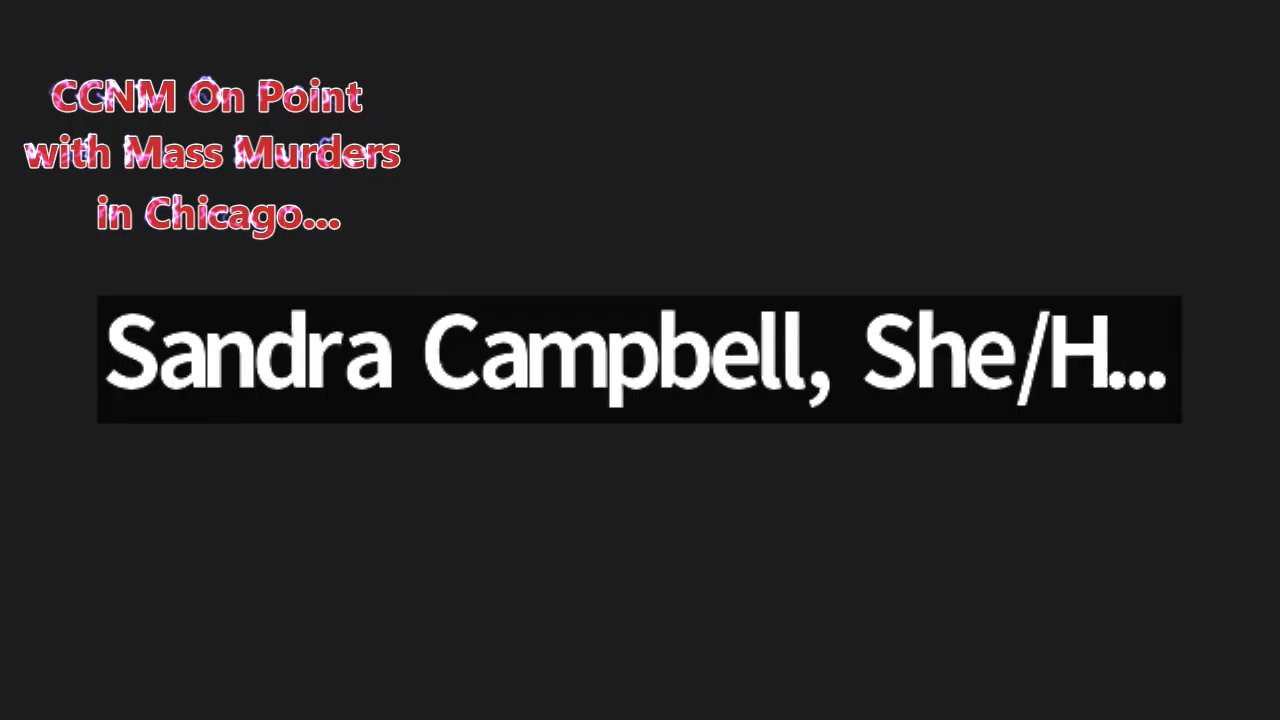 CCNM On Point
with Mass Murders
in Chicago...
Sandra Campbell, She/H...